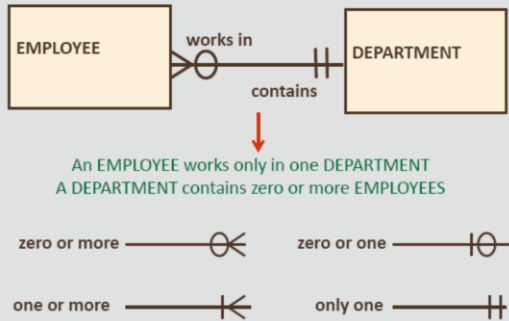 EMPLOYEE
works in
DEPARTMENT
contains
An EMPLOYEE works only in one DEPARTMENT
A DEPARTMENT contains zero or more EMPLOYEES
zero or more
zero or one
one or more
only one